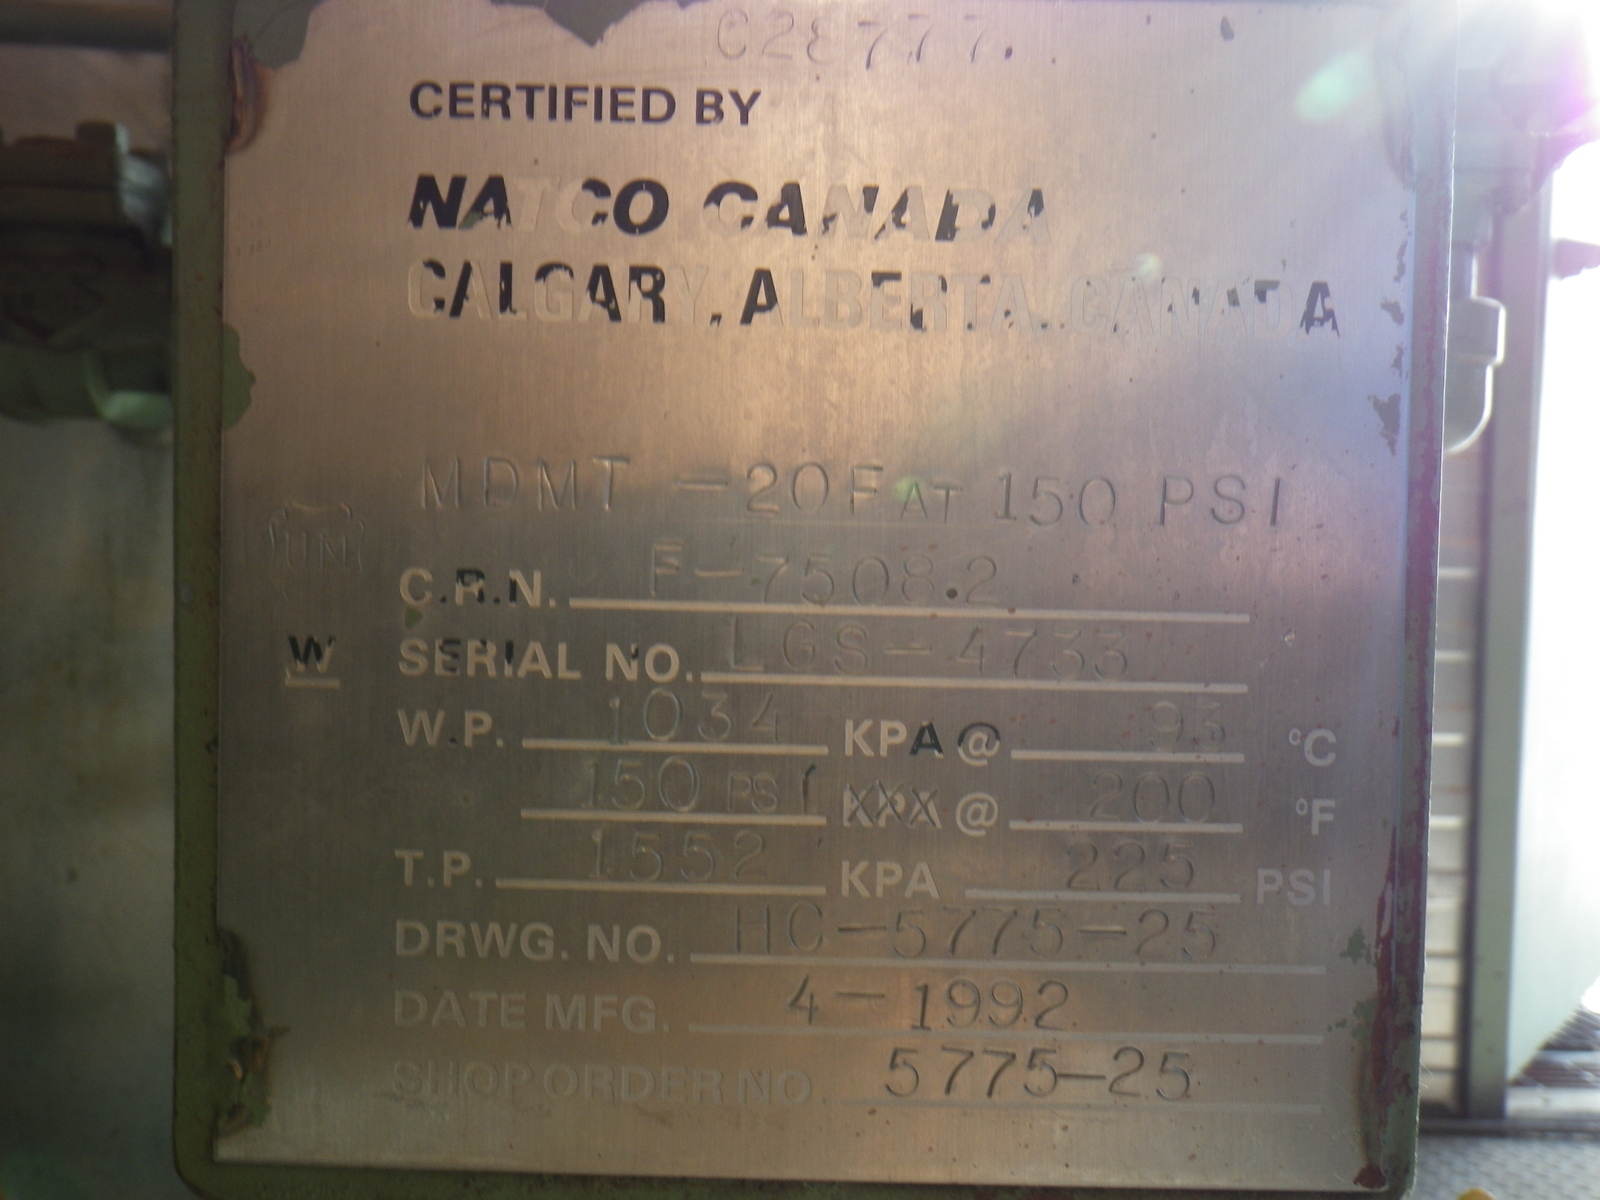 C28777.
CERTIFIED BY
NATCO CANADA
CALGARY, ALBERTA, CANADA
MDMT -20F AT 150 PSI
UM
C.R.N. F-7508.2
W SERIAL NO. LGS-4733
W.P. 1034 KPA @ 93 °C
150 PSI XXX @ 200 °F
T.P. 1552 KPA 225 PSI
DRWG. NO. HC-5775-25
DATE MFG. 4-1992
SHOP ORDER NO. 5775-25